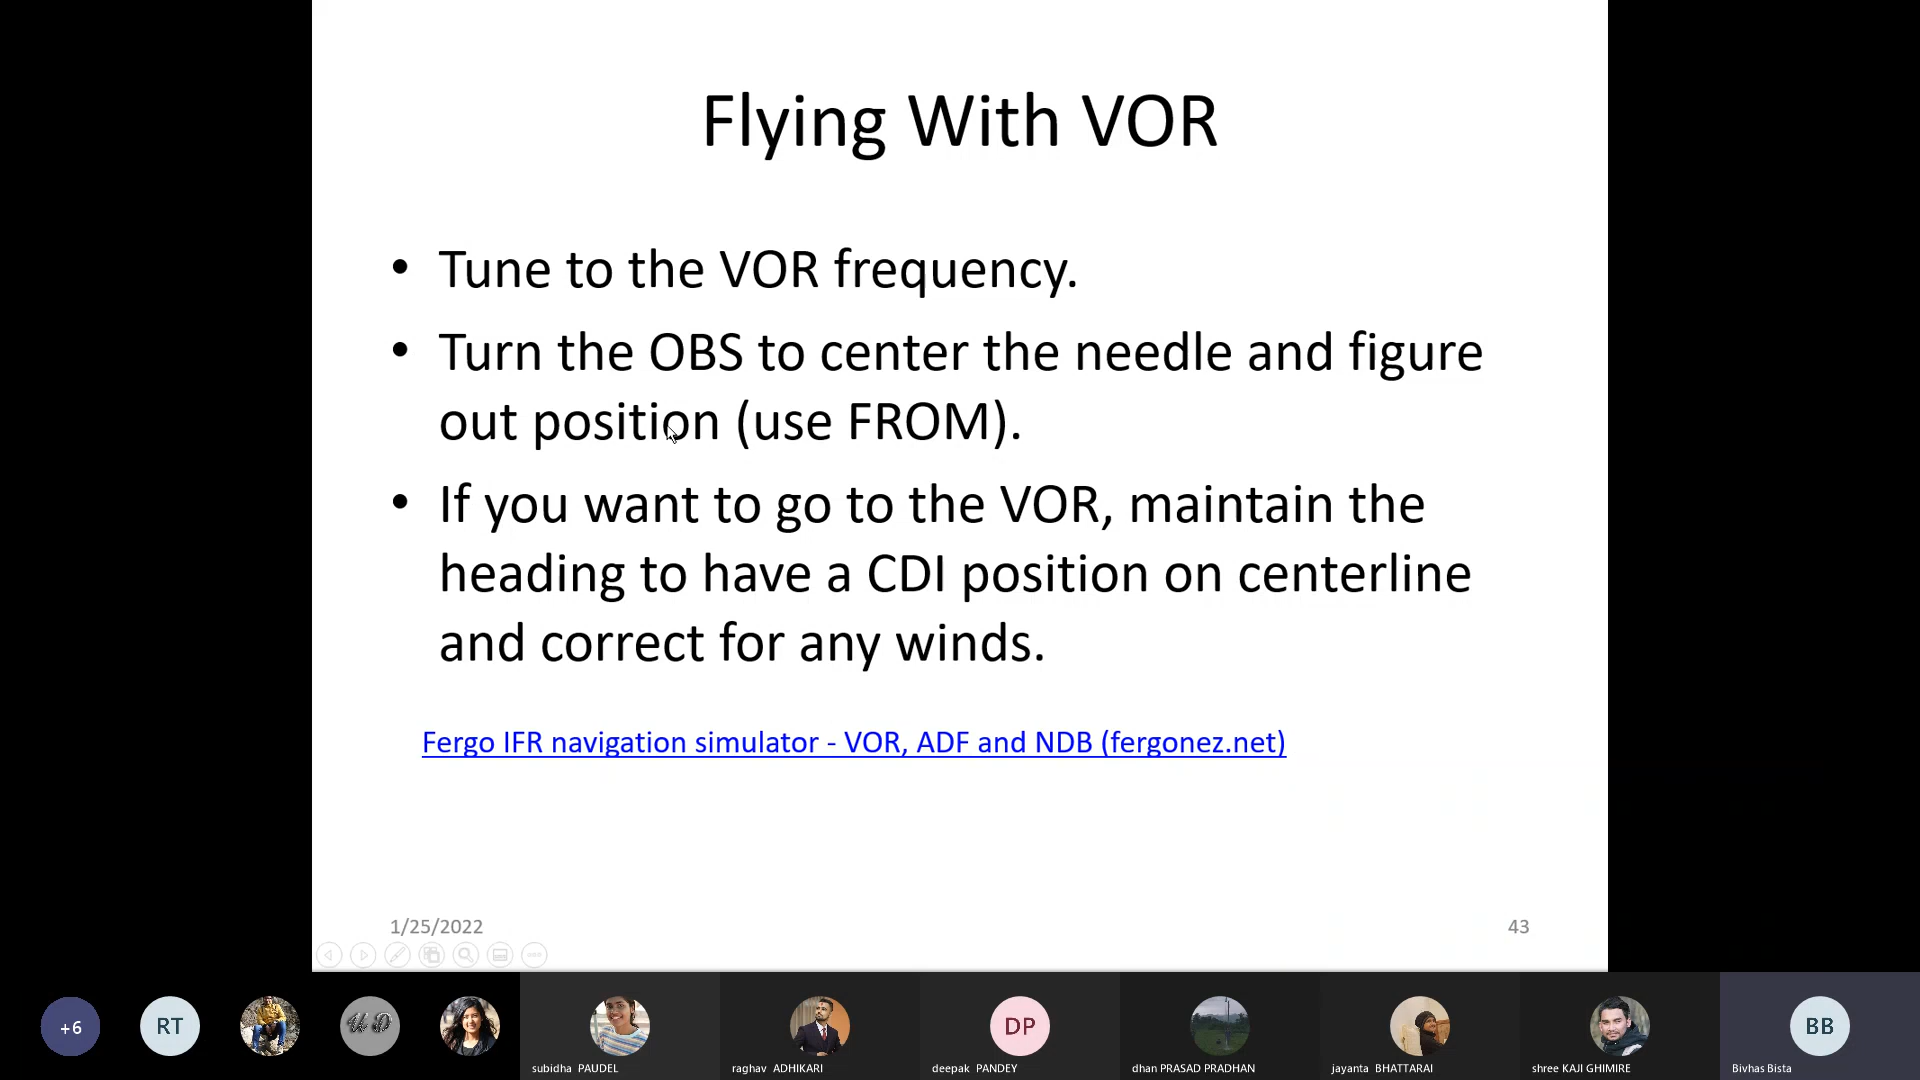 Flying With VOR
• Tune to the VOR frequency.
• Turn the OBS to center the needle and figure
out position (use FROM).
• If you want to go to the VOR, maintain the
heading to have a CDI position on centerline
and correct for any winds.
Fergo IFR navigation simulator - VOR, ADF and NDB (fergonez.net)
1/25/2022
43
+6
RT
U D
DP
BB
subidha PAUDEL
raghav ADHIKARI
deepak PANDEY
dhan PRASAD PRADHAN
jayanta BHATTARAI
shree KAJI GHIMIRE
Bivhas Bista